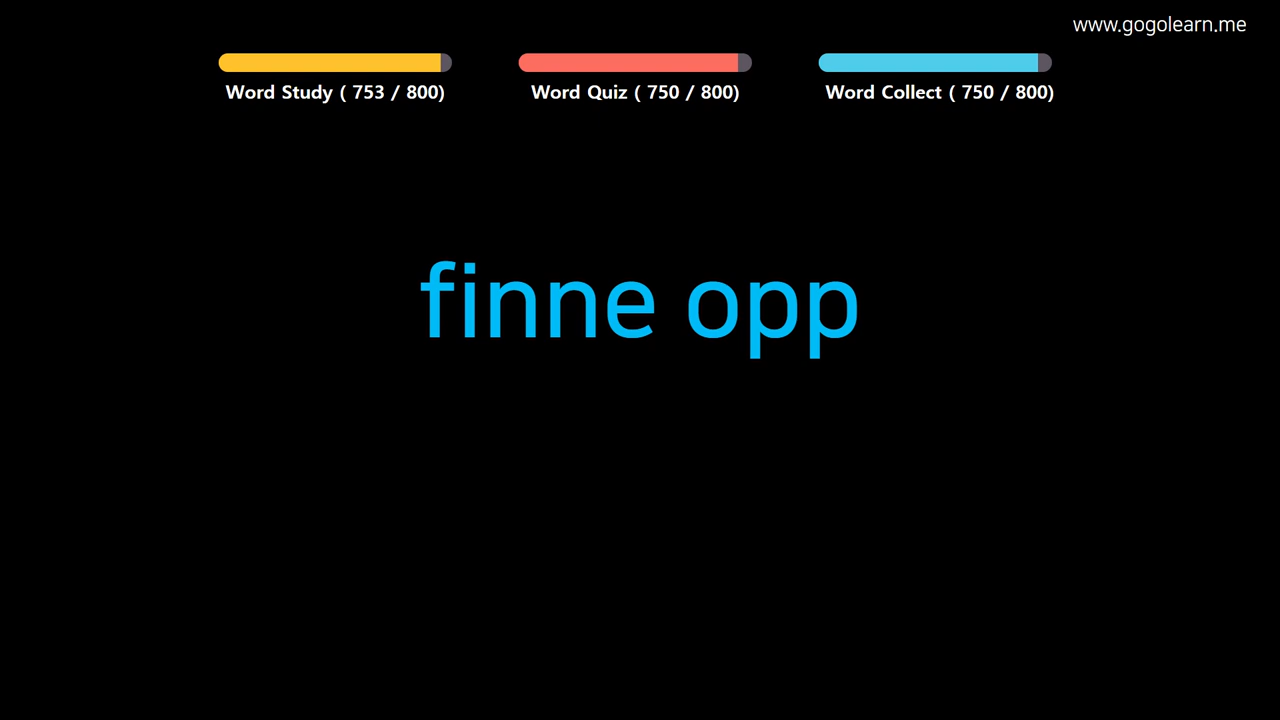 www.gogolearn.me
Word Study ( 753 / 800)
Word Quiz ( 750 / 800)
Word Collect ( 750 / 800)
finne opp